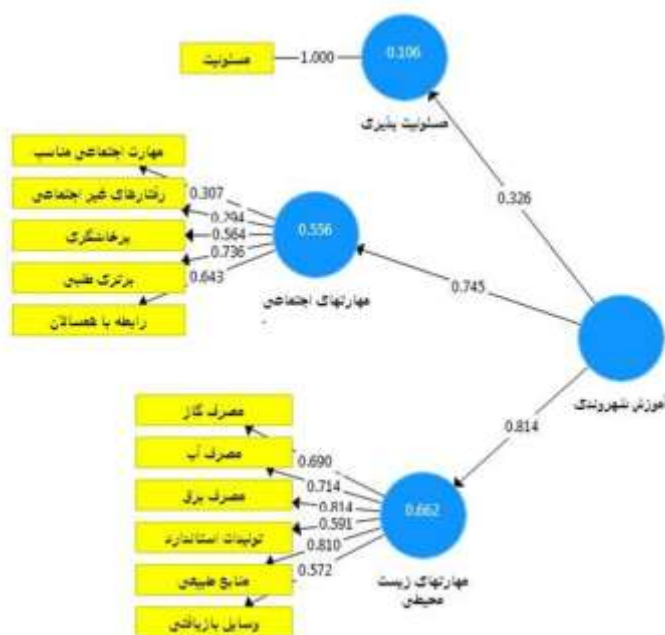 مسئولیت
1.000
0.106
مسئولیت پذیری
0.326
مهارت اجتماعی مناسب
رفتارهای غیر اجتماعی
پرخاشگری
برتری طلبی
رابطه با همسالان
0.307
0.294
0.564
0.736
0.643
0.556
مهارتهای اجتماعی
0.745
آموزش شهروندی
0.814
مصرف گاز
مصرف آب
مصرف برق
تولیدات استاندارد
منابع طبیعی
وسایل بازیافتی
0.690
0.714
0.814
0.591
0.810
0.572
0.662
مهارتهای زیست
محیطی